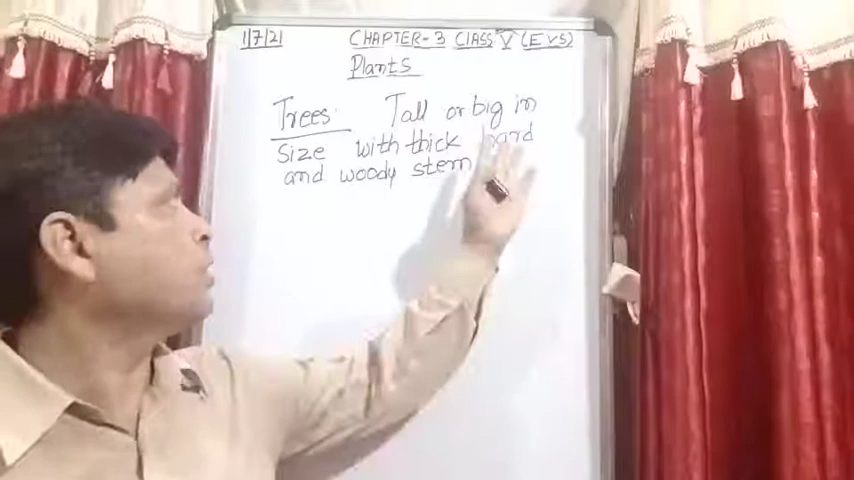 1/7/21 CHAPTER-3 CLASS V (EVS)
Plants
Trees. Tall or big in
size with thick hard
and woody stem